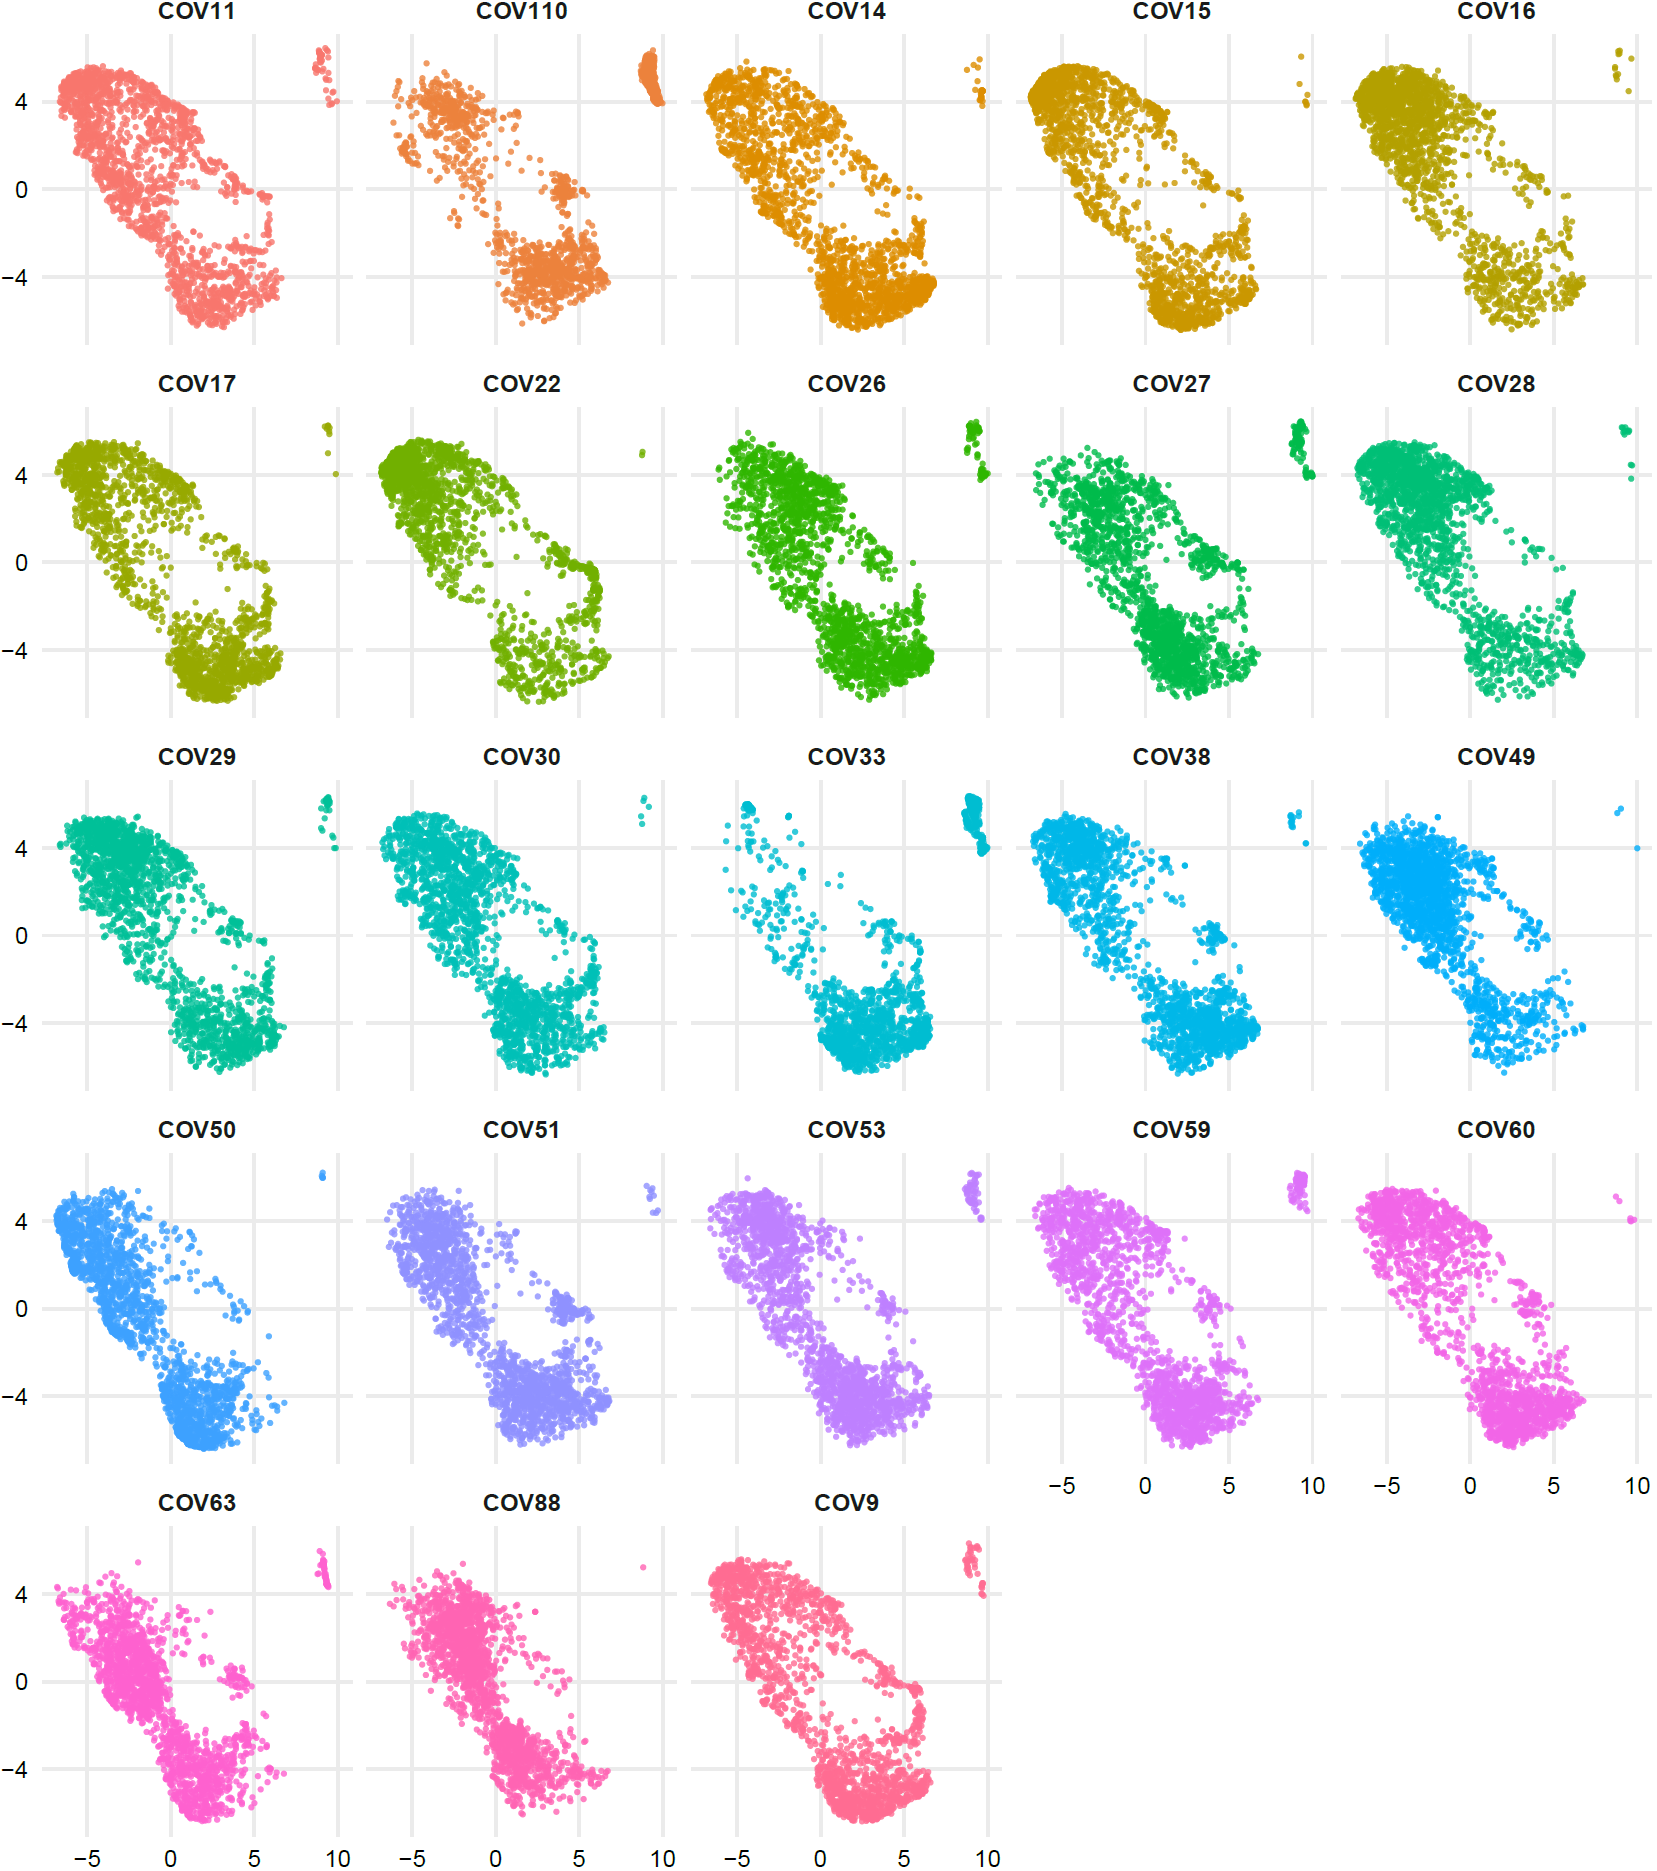 COV11 COV110 COV14 COV15 COV16
4
0
−4
COV17 COV22 COV26 COV27 COV28
4
0
−4
COV29 COV30 COV33 COV38 COV49
4
0
−4
COV50 COV51 COV53 COV59 COV60
4
0
−4
−5 0 5 10 −5 0 5 10
COV63 COV88 COV9
4
0
−4
−5 0 5 10 −5 0 5 10 −5 0 5 10